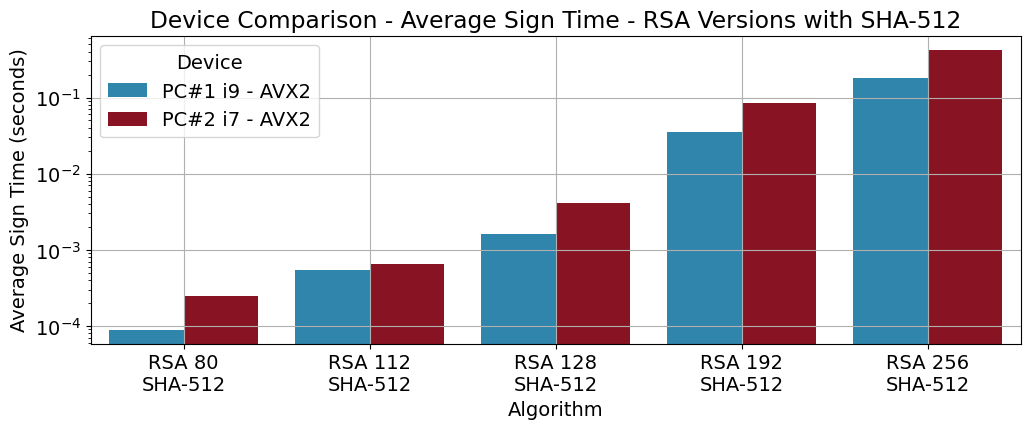 Device Comparison - Average Sign Time - RSA Versions with SHA-512
Average Sign Time (seconds)
Device
PC#1 i9 - AVX2
PC#2 i7 - AVX2
10⁻¹
10⁻²
10⁻³
10⁻⁴
RSA 80
SHA-512
RSA 112
SHA-512
RSA 128
SHA-512
RSA 192
SHA-512
RSA 256
SHA-512
Algorithm